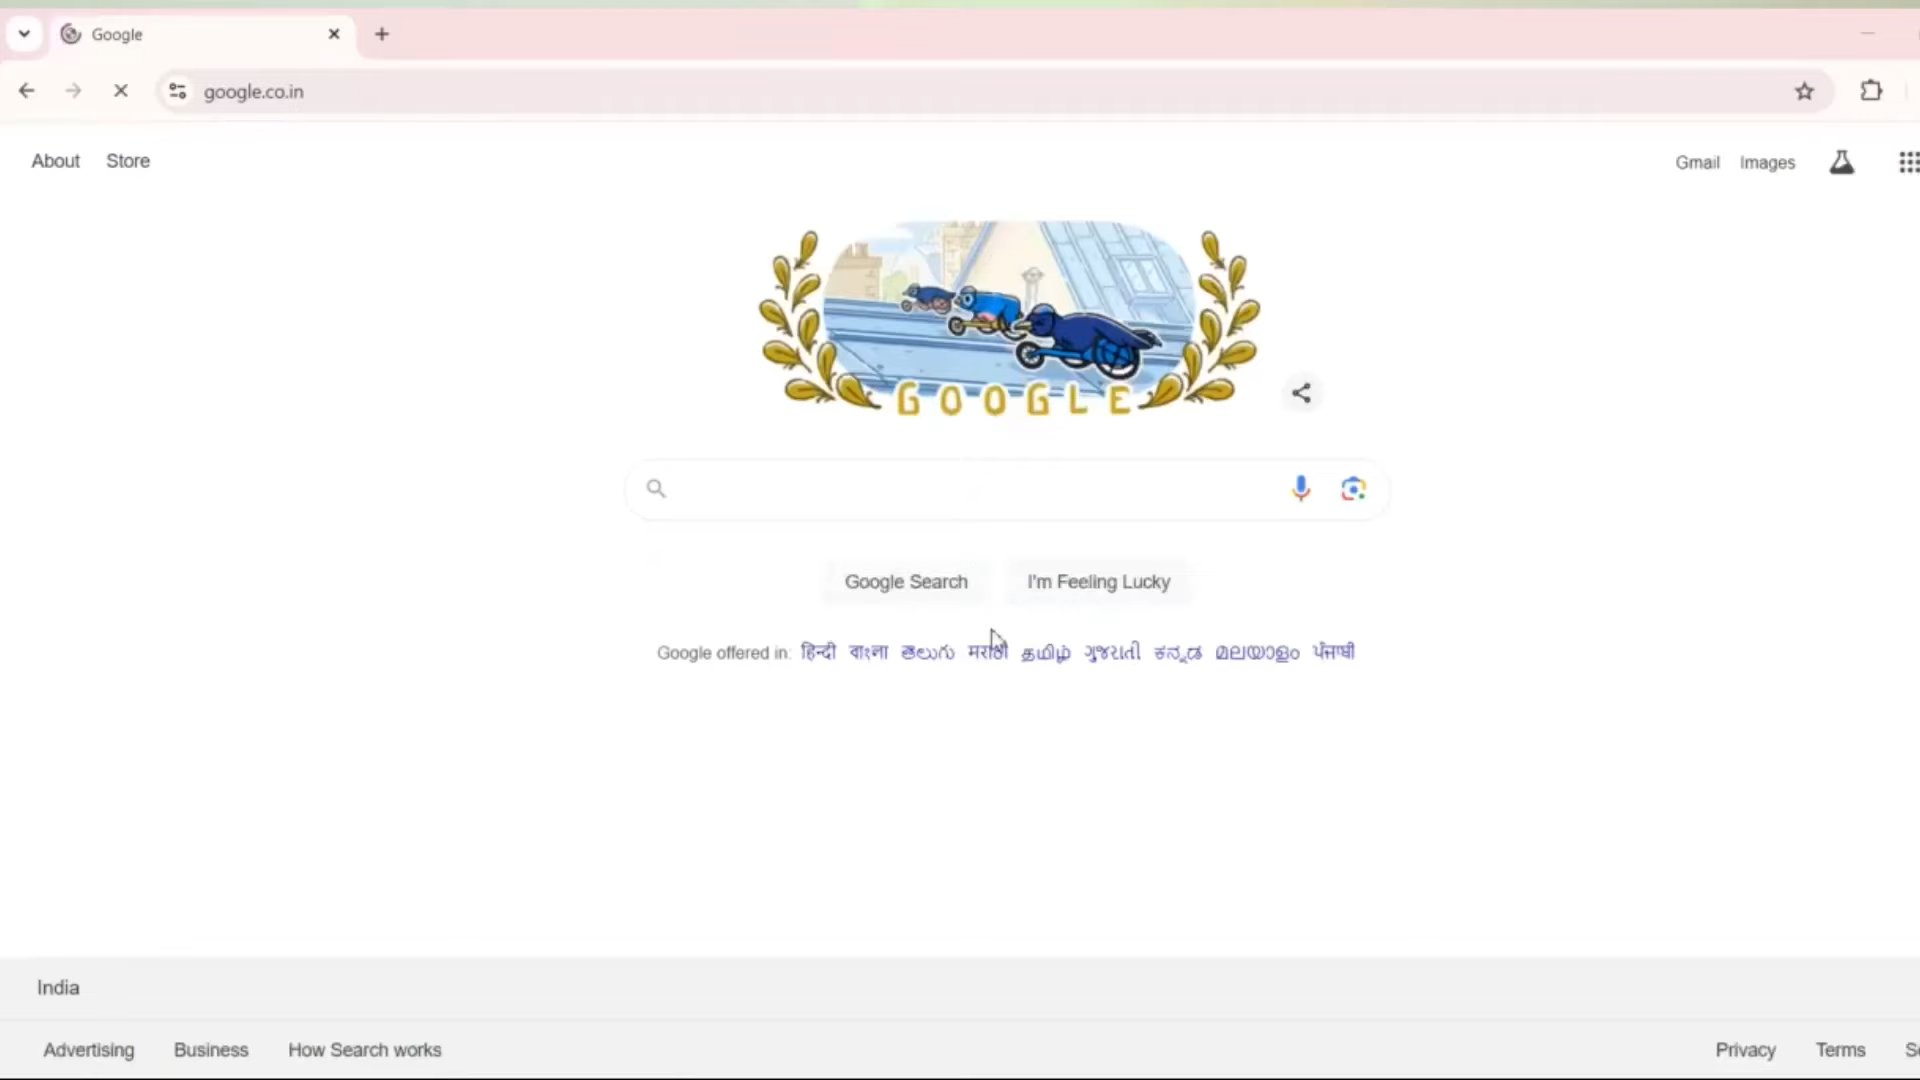 Google
google.co.in
About Store
Gmail Images
GOOGLE
Google Search I'm Feeling Lucky
Google offered in: हिन्दी বাংলা తెలుగు मराठी தமிழ் ગુજરાતી ಕನ್ನಡ മലയാളം ਪੰਜਾਬੀ
India
Advertising Business How Search works
Privacy Terms